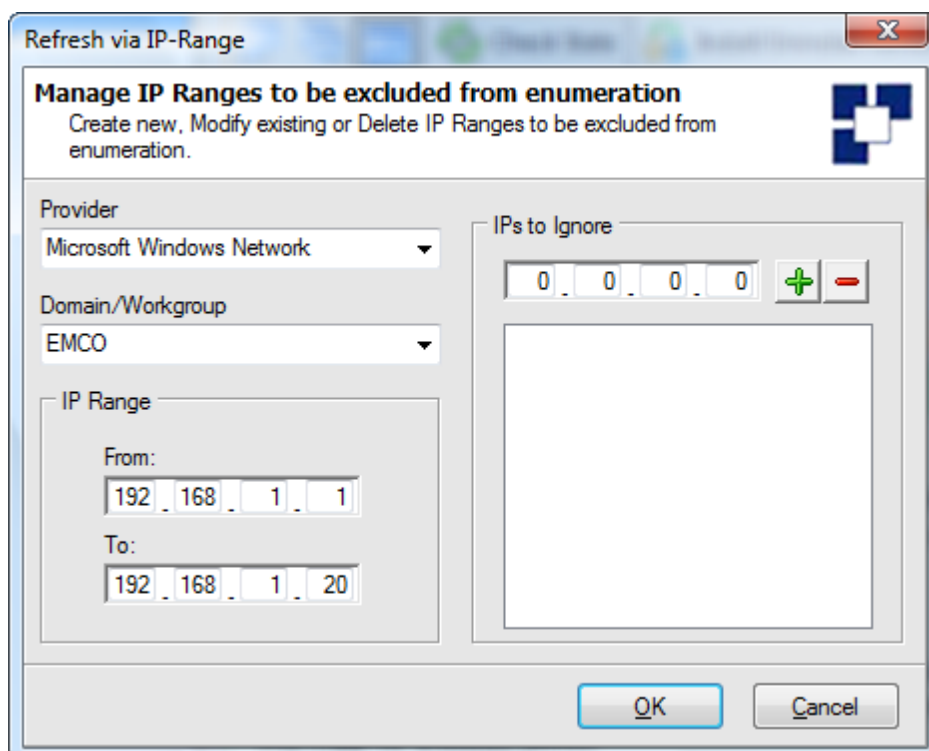 Refresh via IP-Range
Manage IP Ranges to be excluded from enumeration
Create new, Modify existing or Delete IP Ranges to be excluded from
enumeration.
Provider
Microsoft Windows Network
Domain/Workgroup
EMCO
IP Range
From:
192 . 168 . 1 . 1
To:
192 . 168 . 1 . 20
IPs to Ignore
0 . 0 . 0 . 0
OK
Cancel